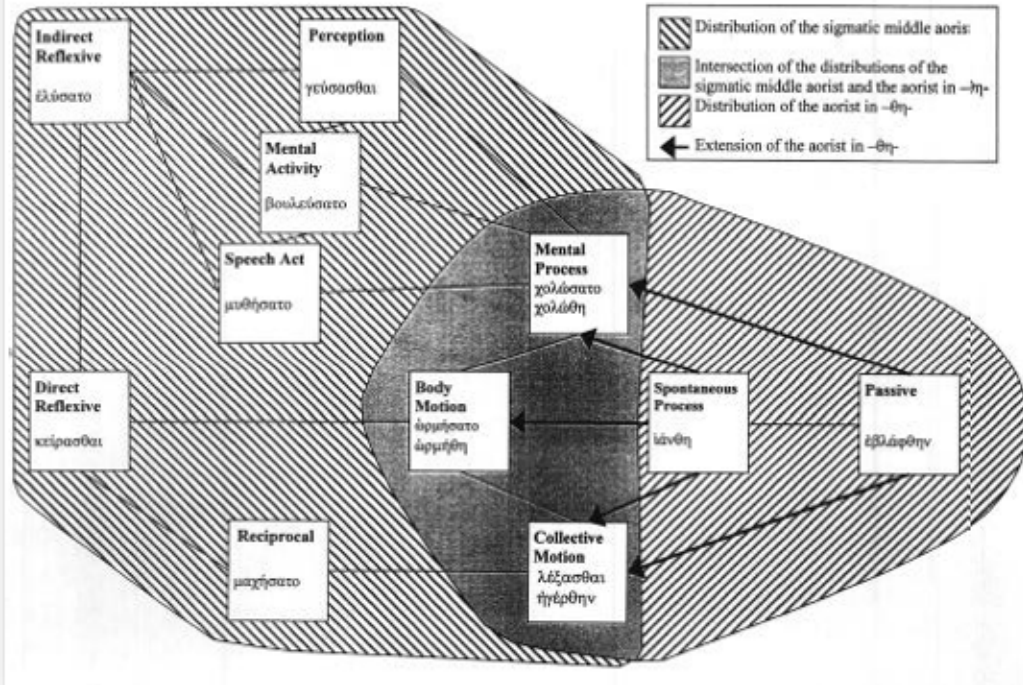 Indirect
Reflexive
ἐλύσατο
Perception
γεύσασθαι
Mental
Activity
βουλεύσατο
Speech Act
μυθήσατο
Mental
Process
χολώσατο
χολώθη
Direct
Reflexive
κείρασθαι
Body
Motion
ὡρμήσατο
ὡρμήθη
Spontaneous
Process
ἰάνθη
Passive
ἐβλάφθην
Reciprocal
μαχήσατο
Collective
Motion
λέξασθαι
ἠγέρθην
Distribution of the sigmatic middle aoris
Intersection of the distributions of the
sigmatic middle aorist and the aorist in –θη-
Distribution of the aorist in –θη-
Extension of the aorist in –θη-